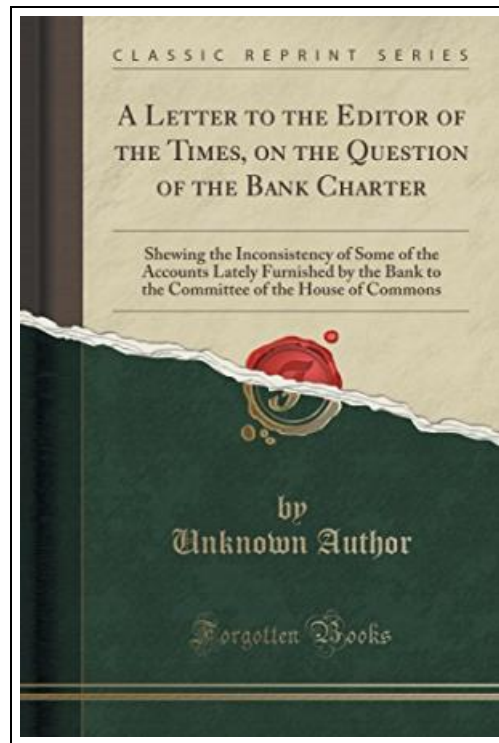 CLASSIC REPRINT SERIES
A LETTER TO THE EDITOR OF
THE TIMES, ON THE QUESTION
OF THE BANK CHARTER
Shewing the Inconsistency of Some of the
Accounts Lately Furnished by the Bank to
the Committee of the House of Commons
by
Unknown Author
Forgotten Books